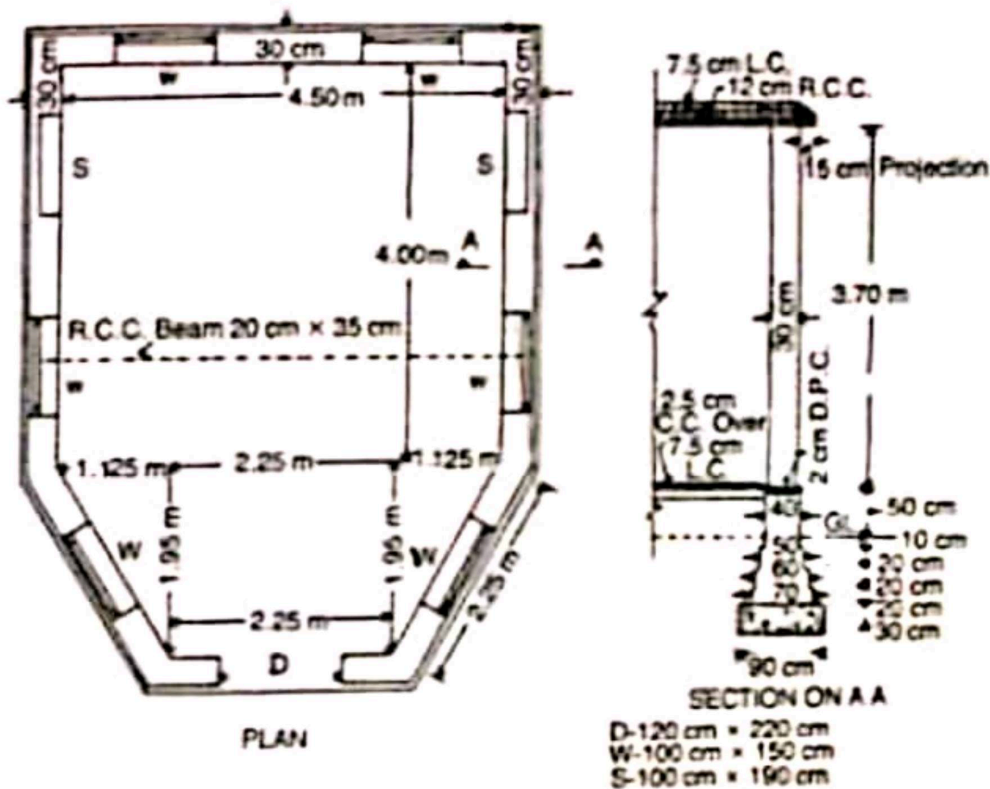 30 cm
30 cm
30 cm
w
w
4.50 m
S
S
4.00m
A
A
R.C.C. Beam 20 cm × 35 cm
w
w
1.125 m
2.25 m
1.125 m
W
1.95 m
1.95 m
W
2.25 m
2.25 m
D
PLAN
7.5 cm L.C.
12 cm R.C.C.
15 cm Projection
30 cm
3.70 m
2.5 cm
C.C. Over
7.5 cm
L.C
2 cm D.P.C.
40
50 cm
GL
10 cm
50
20 cm
60
20 cm
70
20 cm
30 cm
90 cm
SECTION ON A A
D-120 cm × 220 cm
W-100 cm × 150 cm
S-100 cm × 190 cm